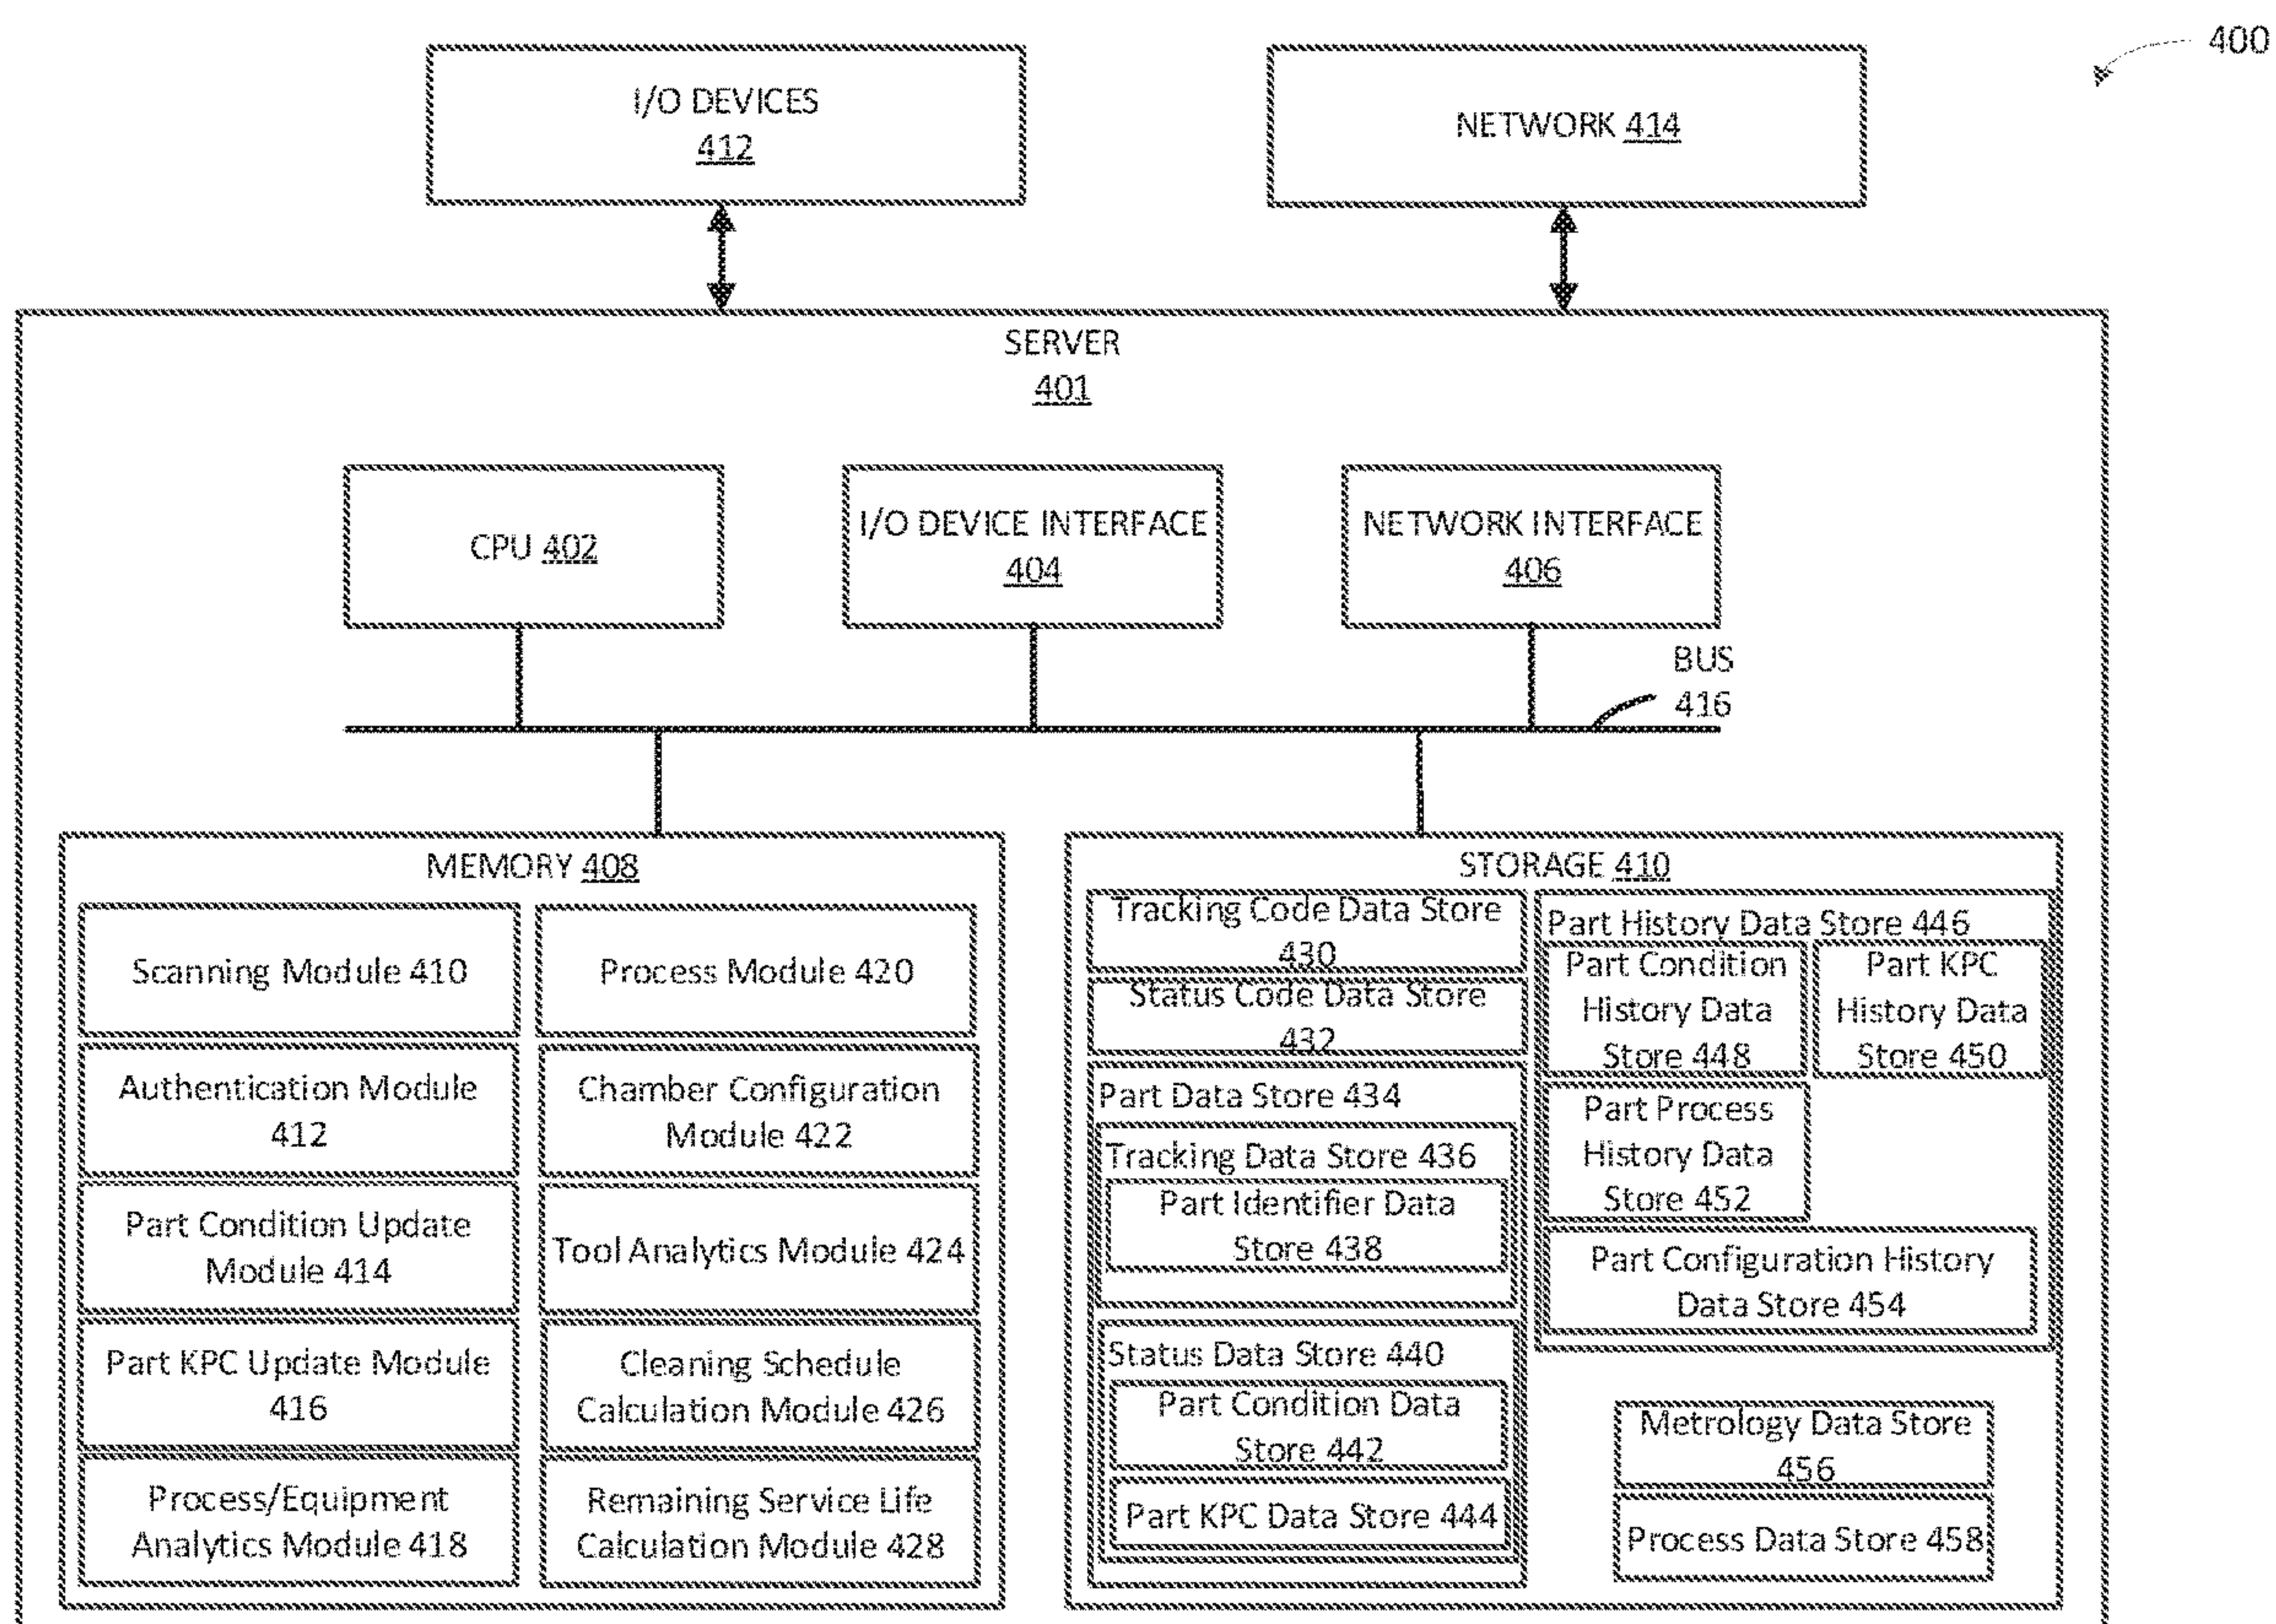 400
I/O DEVICES
412
NETWORK 414
SERVER
401
CPU 402
I/O DEVICE INTERFACE
404
NETWORK INTERFACE
406
BUS
416
MEMORY 408
Scanning Module 410
Process Module 420
Authentication Module
412
Chamber Configuration
Module 422
Part Condition Update
Module 414
Tool Analytics Module 424
Part KPC Update Module
416
Cleaning Schedule
Calculation Module 426
Process/Equipment
Analytics Module 418
Remaining Service Life
Calculation Module 428
STORAGE 410
Tracking Code Data Store
430
Status Code Data Store
432
Part Data Store 434
Tracking Data Store 436
Part Identifier Data
Store 438
Status Data Store 440
Part Condition Data
Store 442
Part KPC Data Store 444
Part History Data Store 446
Part Condition
History Data
Store 448
Part KPC
History Data
Store 450
Part Process
History Data
Store 452
Part Configuration History
Data Store 454
Metrology Data Store
456
Process Data Store 458